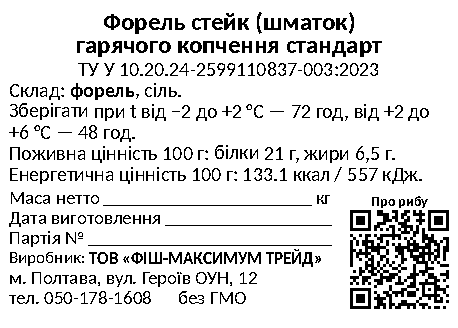 Форель стейк (шматок)
гарячого копчення стандарт
ТУ У 10.20.24-2599110837-003:2023
Склад: форель, сіль.
Зберігати при t від −2 до +2 °С — 72 год, від +2 до
+6 °С — 48 год.
Поживна цінність 100 г: білки 21 г, жири 6,5 г.
Енергетична цінність 100 г: 133.1 ккал / 557 кДж.
Маса нетто ______________________ кг
Про рибу
Дата виготовлення __________________
Партія № __________________________
Виробник: ТОВ «ФІШ-МАКСИМУМ ТРЕЙД»
м. Полтава, вул. Героїв ОУН, 12
тел. 050-178-1608 без ГМО